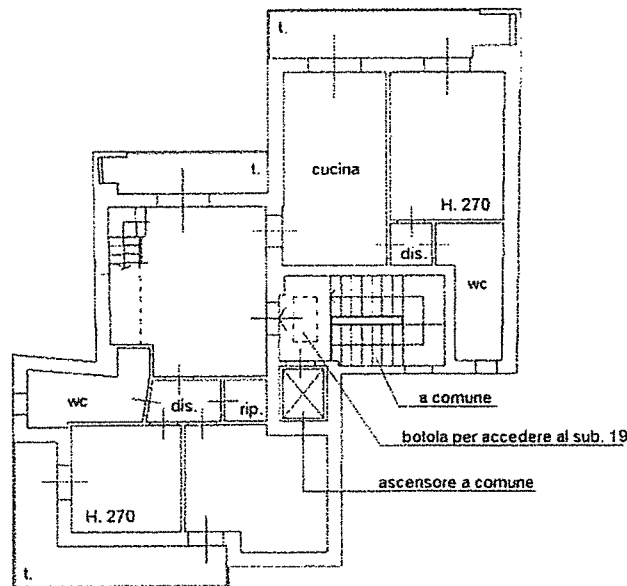 t.
cucina
t.
H. 270
dis.
wc
wc
dis.
rip.
a comune
botola per accedere al sub. 19
ascensore a comune
H. 270
t.